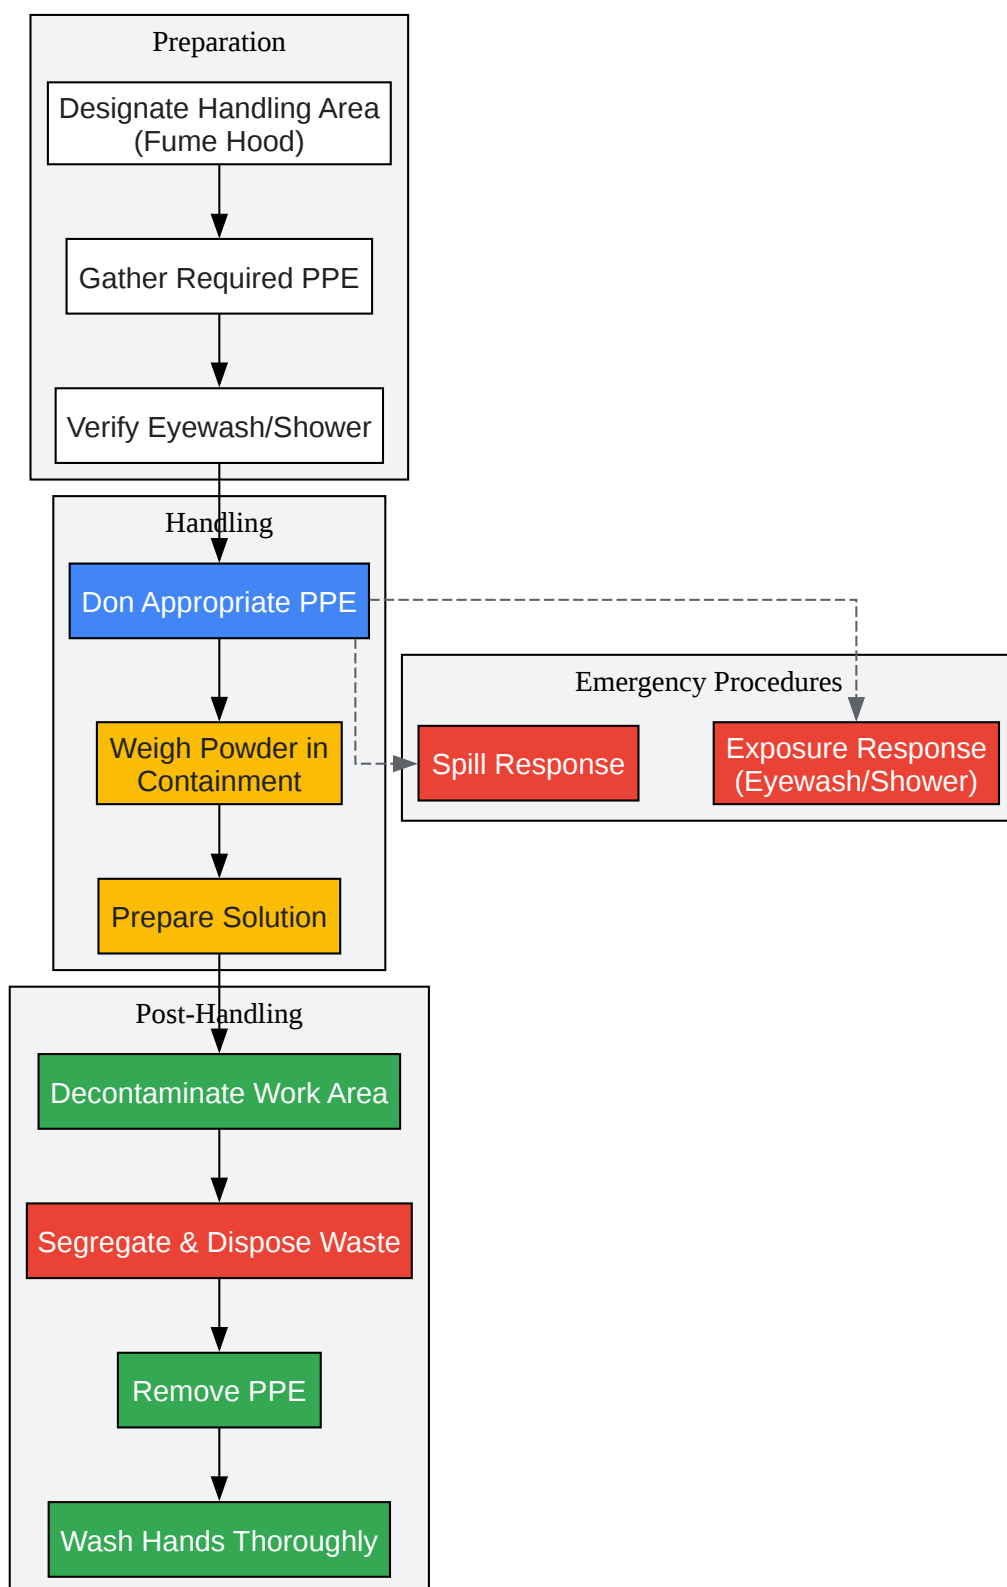 Preparation
Designate Handling Area
(Fume Hood)
Gather Required PPE
Verify Eyewash/Shower
Handling
Don Appropriate PPE
Weigh Powder in
Containment
Prepare Solution
Emergency Procedures
Spill Response
Exposure Response
(Eyewash/Shower)
Post-Handling
Decontaminate Work Area
Segregate & Dispose Waste
Remove PPE
Wash Hands Thoroughly